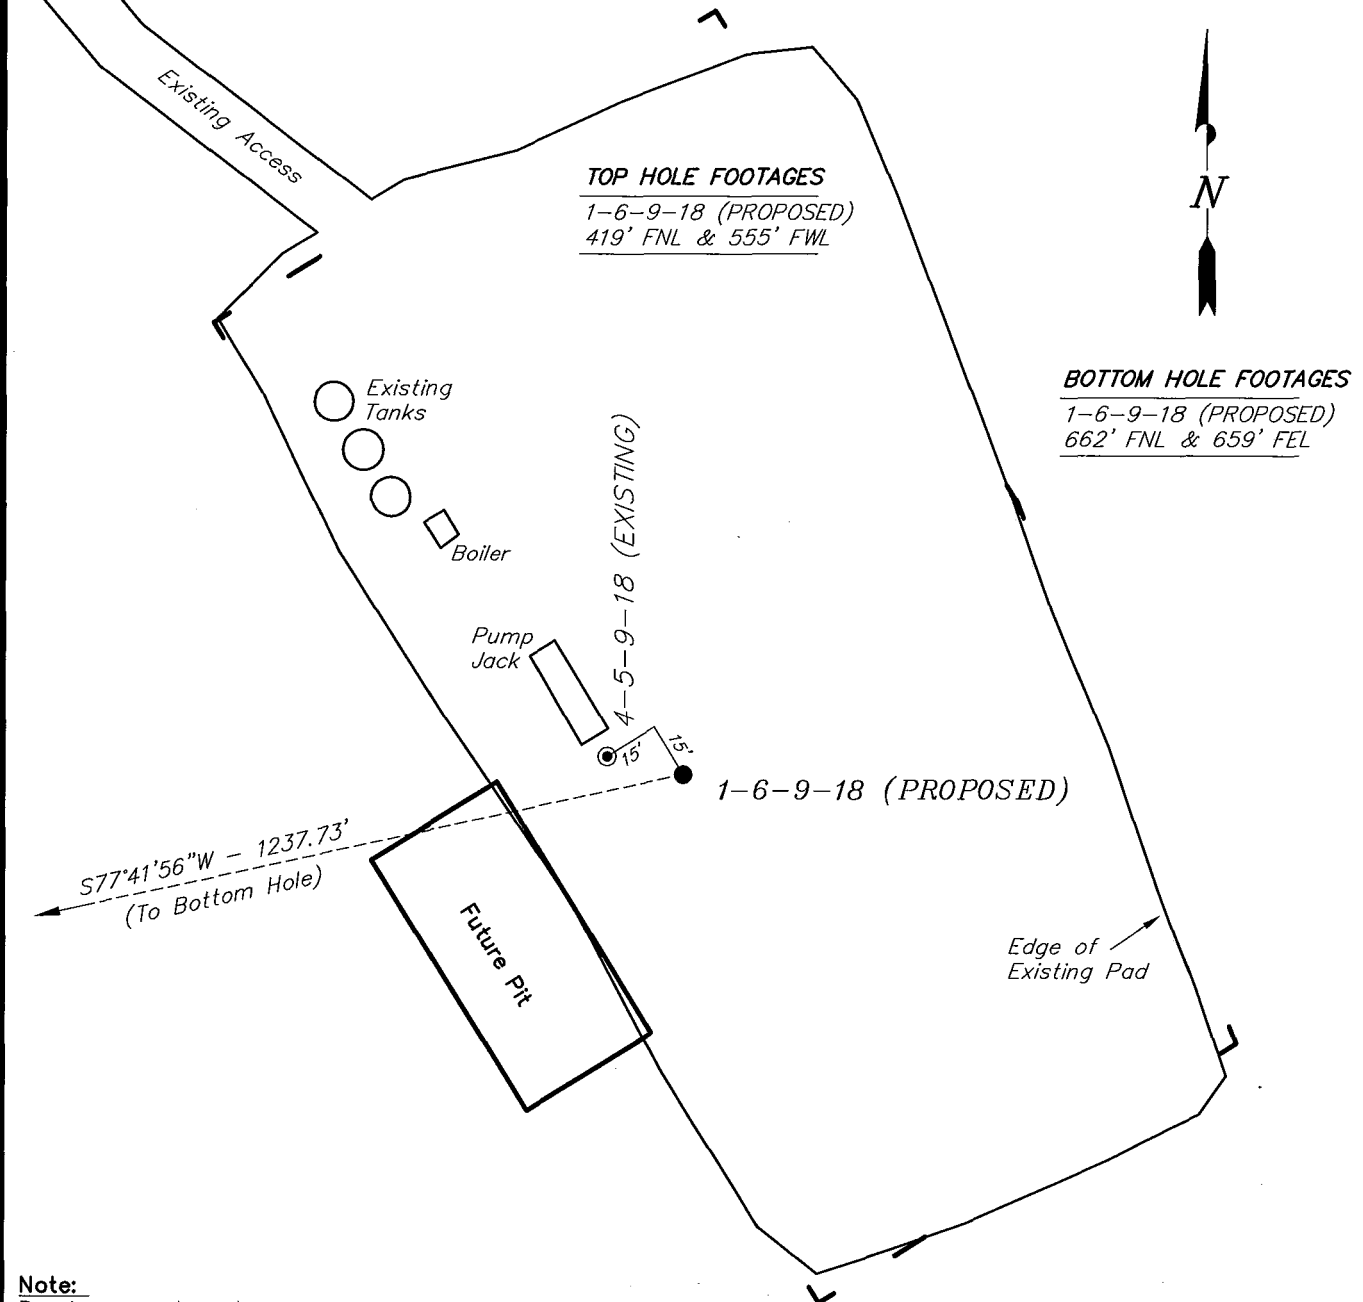 Existing Access
TOP HOLE FOOTAGES
1-6-9-18 (PROPOSED)
419' FNL & 555' FWL
N
BOTTOM HOLE FOOTAGES
1-6-9-18 (PROPOSED)
662' FNL & 659' FEL
Existing
Tanks
Boiler
4-5-9-18 (EXISTING)
Pump
Jack
15'
15'
1-6-9-18 (PROPOSED)
S77°41'56"W - 1237.73'
(To Bottom Hole)
Future Pit
Edge of
Existing Pad
Note: